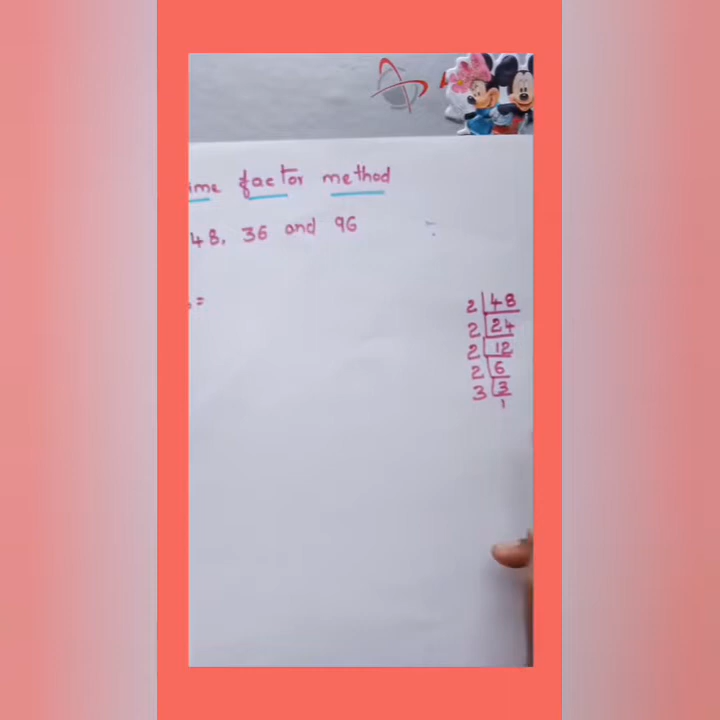 ime factor method
48, 36 and 96
=
2 | 48
2 | 24
2 | 12
2 | 6
3 | 3
1